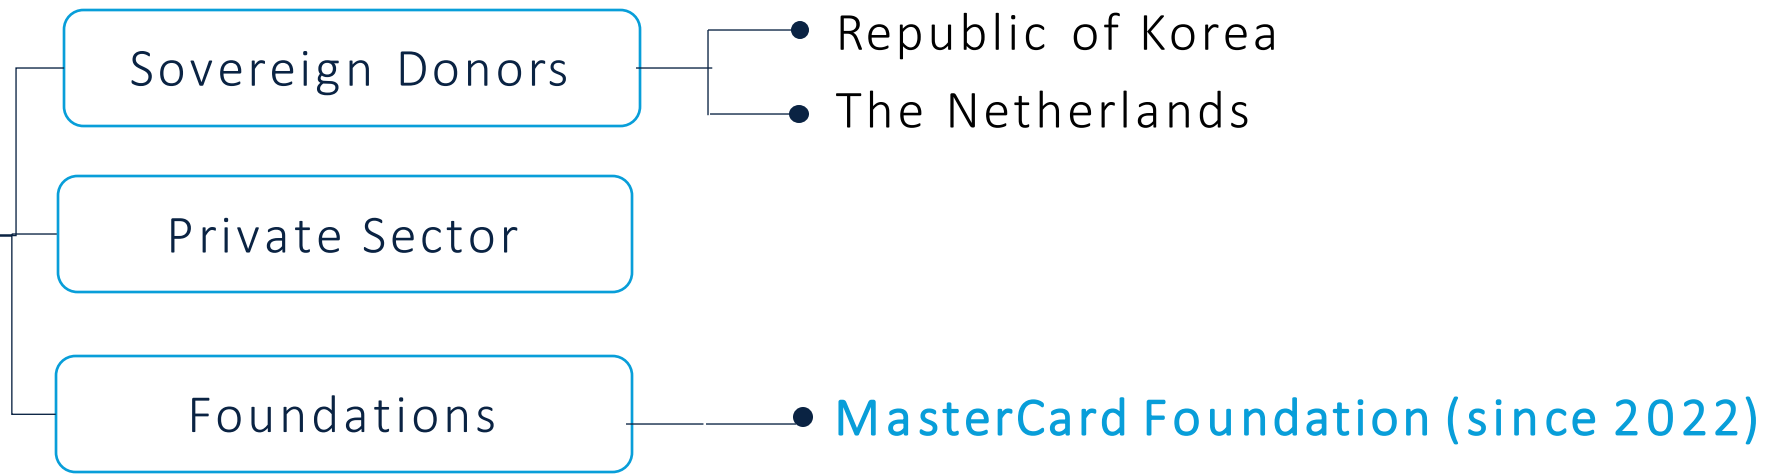 Sovereign Donors
Republic of Korea
The Netherlands
Private Sector
Foundations
MasterCard Foundation (since 2022)